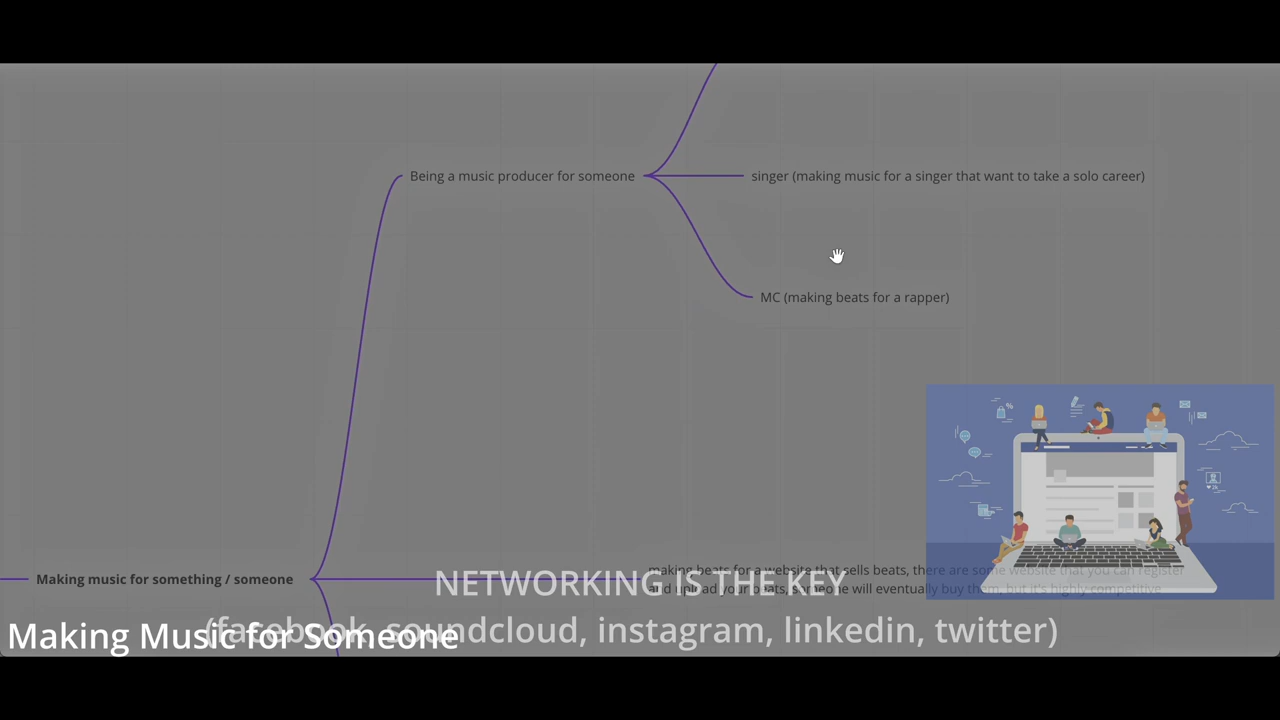 Being a music producer for someone
singer (making music for a singer that want to take a solo career)
MC (making beats for a rapper)
Making music for something / someone
making beats for a website that sells beats, there are some website that you can register
and upload your beats, someone will eventually buy them, but it's highly competitive
NETWORKING IS THE KEY
(facebook, soundcloud, instagram, linkedin, twitter)
Making Music for Someone